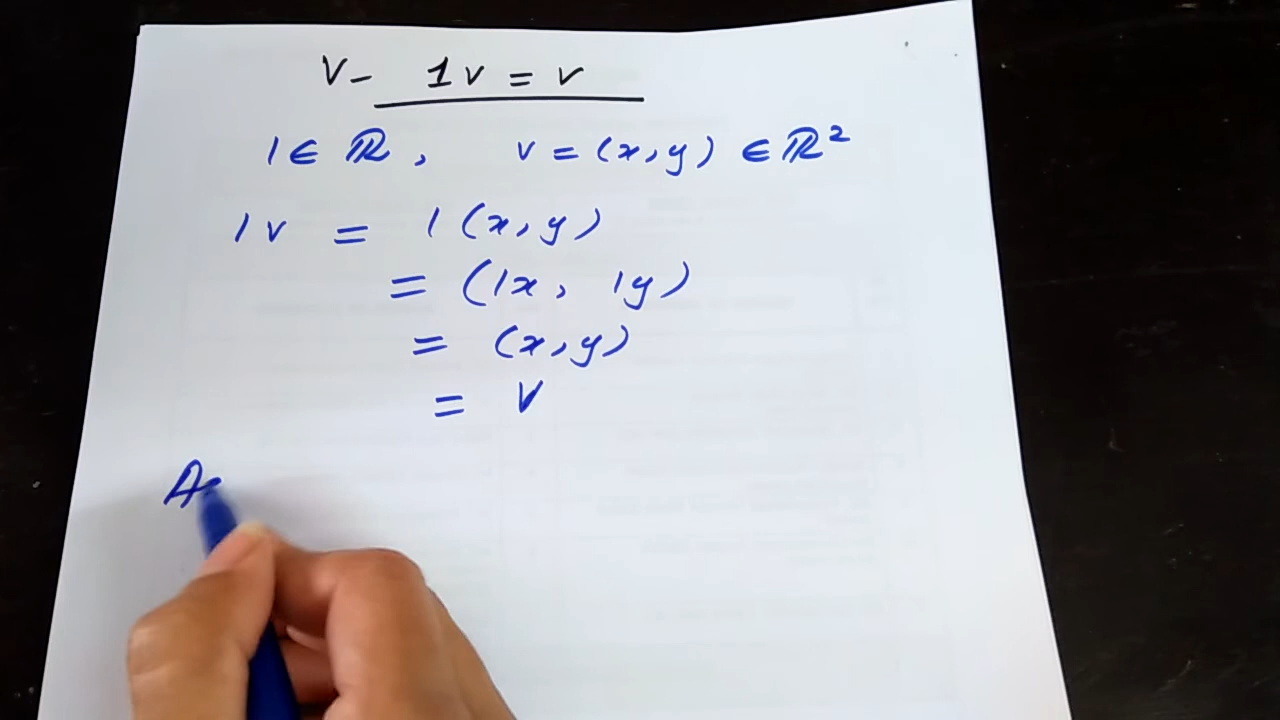 V- 1v = v
1 ∈ ℝ, v = (x, y) ∈ ℝ²
1v = 1(x, y)
= (1x, 1y)
= (x, y)
= V
A